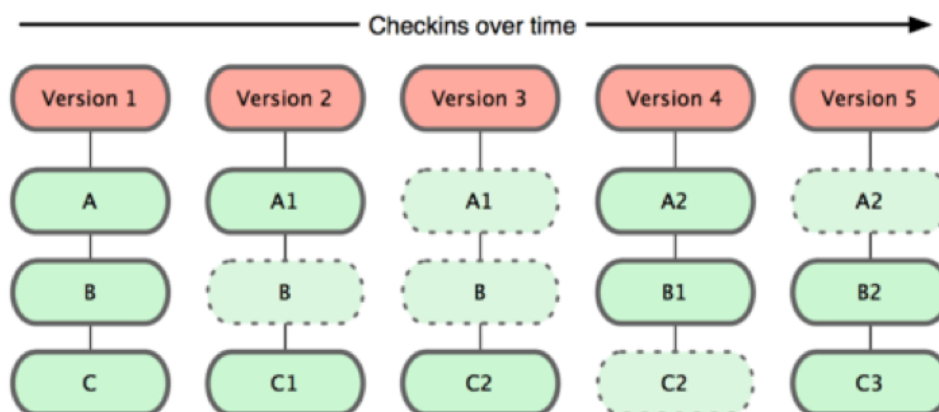 Checkins over time
Version 1 Version 2 Version 3 Version 4 Version 5
A A1 A1 A2 A2
B B B B1 B2
C C1 C2 C2 C3